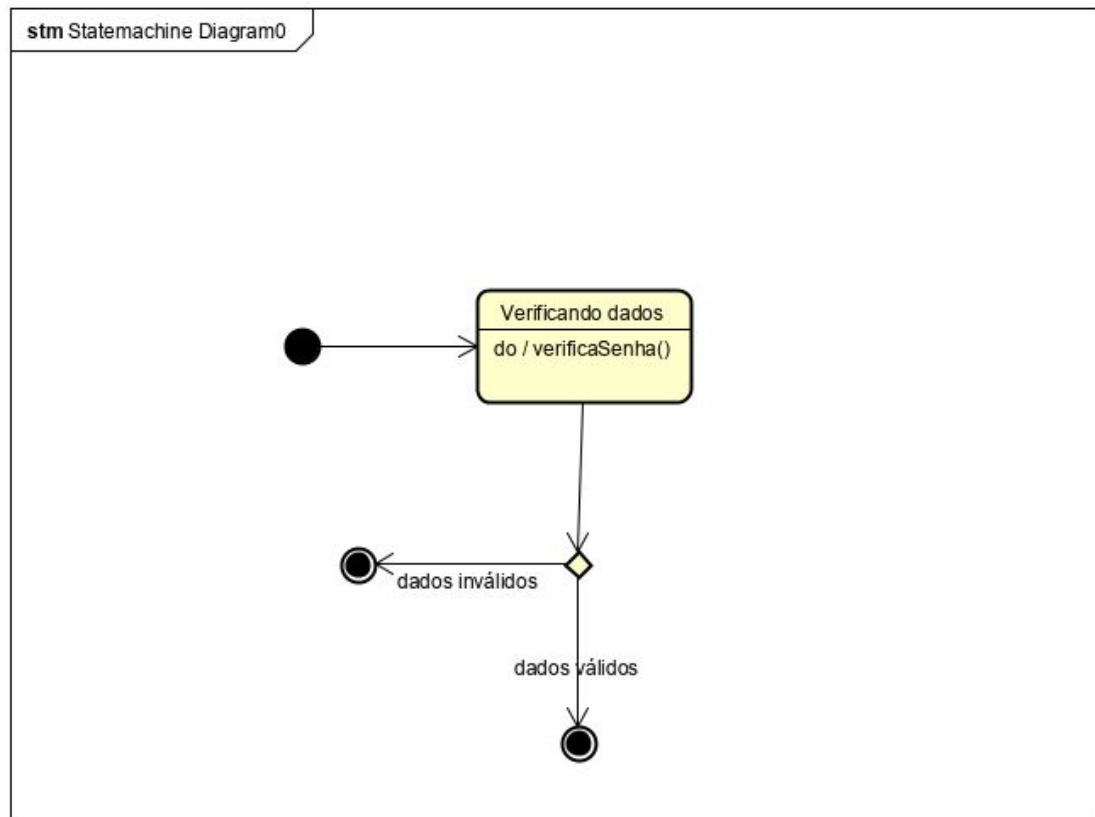 stm Statemachine Diagram0
Verificando dados
do / verificaSenha()
dados inválidos
dados válidos